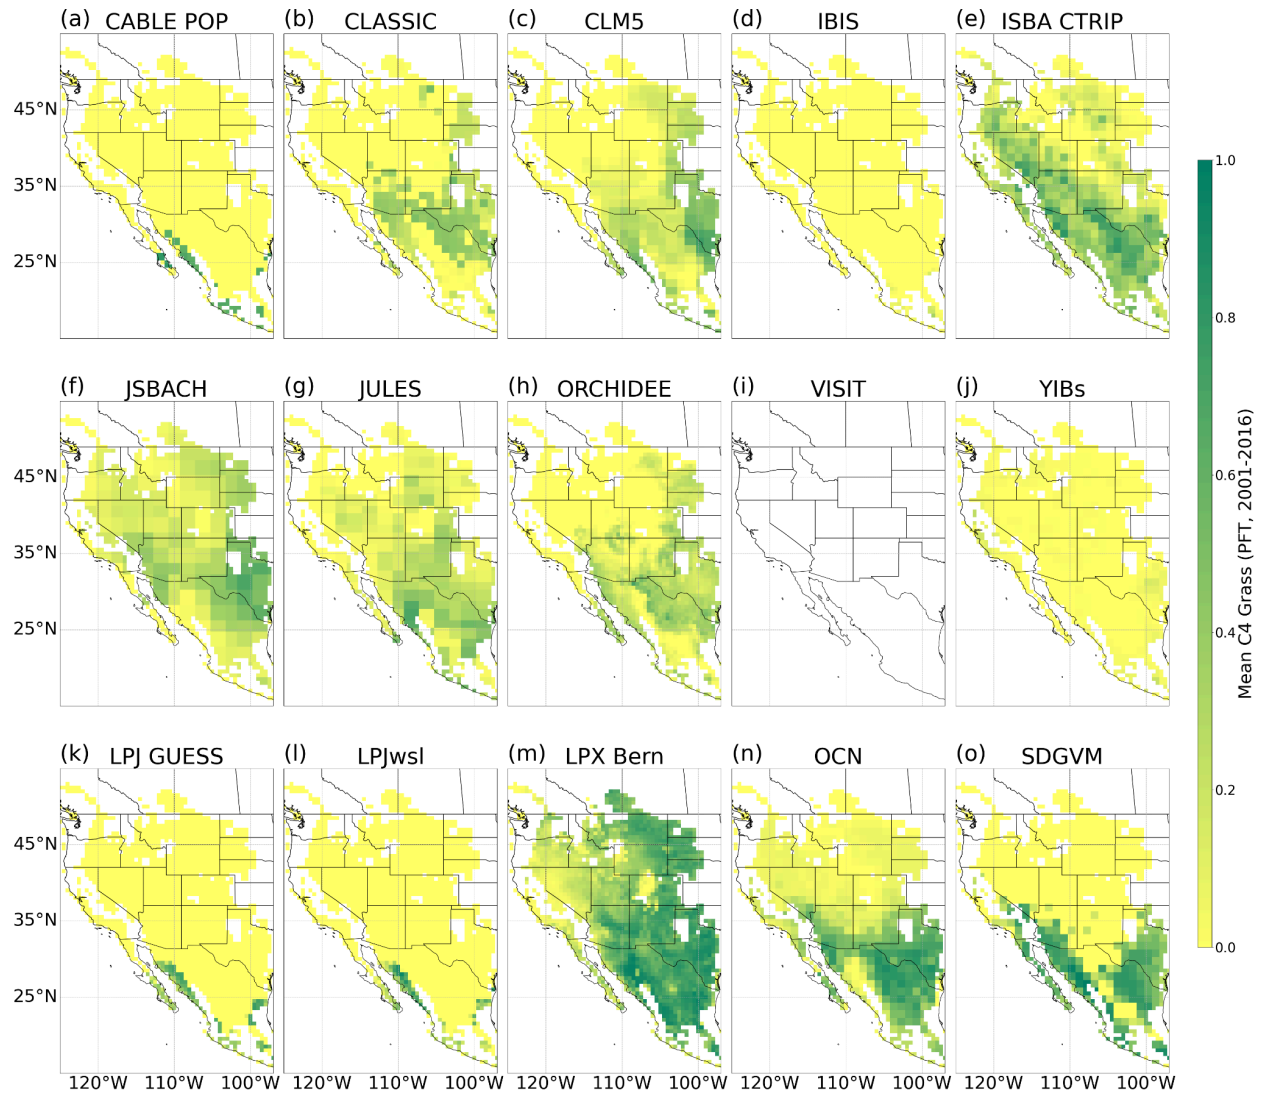 (a) CABLE POP (b) CLASSIC (c) CLM5 (d) IBIS (e) ISBA CTRIP
45°N
35°N
25°N
(f) JSBACH (g) JULES (h) ORCHIDEE (i) VISIT (j) YIBs
45°N
35°N
25°N
(k) LPJ GUESS (l) LPJwsl (m) LPX Bern (n) OCN (o) SDGVM
45°N
35°N
25°N
120°W 110°W 100°W 120°W 110°W 100°W 120°W 110°W 100°W 120°W 110°W 100°W 120°W 110°W 100°W
1.0
0.8
0.6
0.4
0.2
0.0
Mean C4 Grass (PFT, 2001-2016)